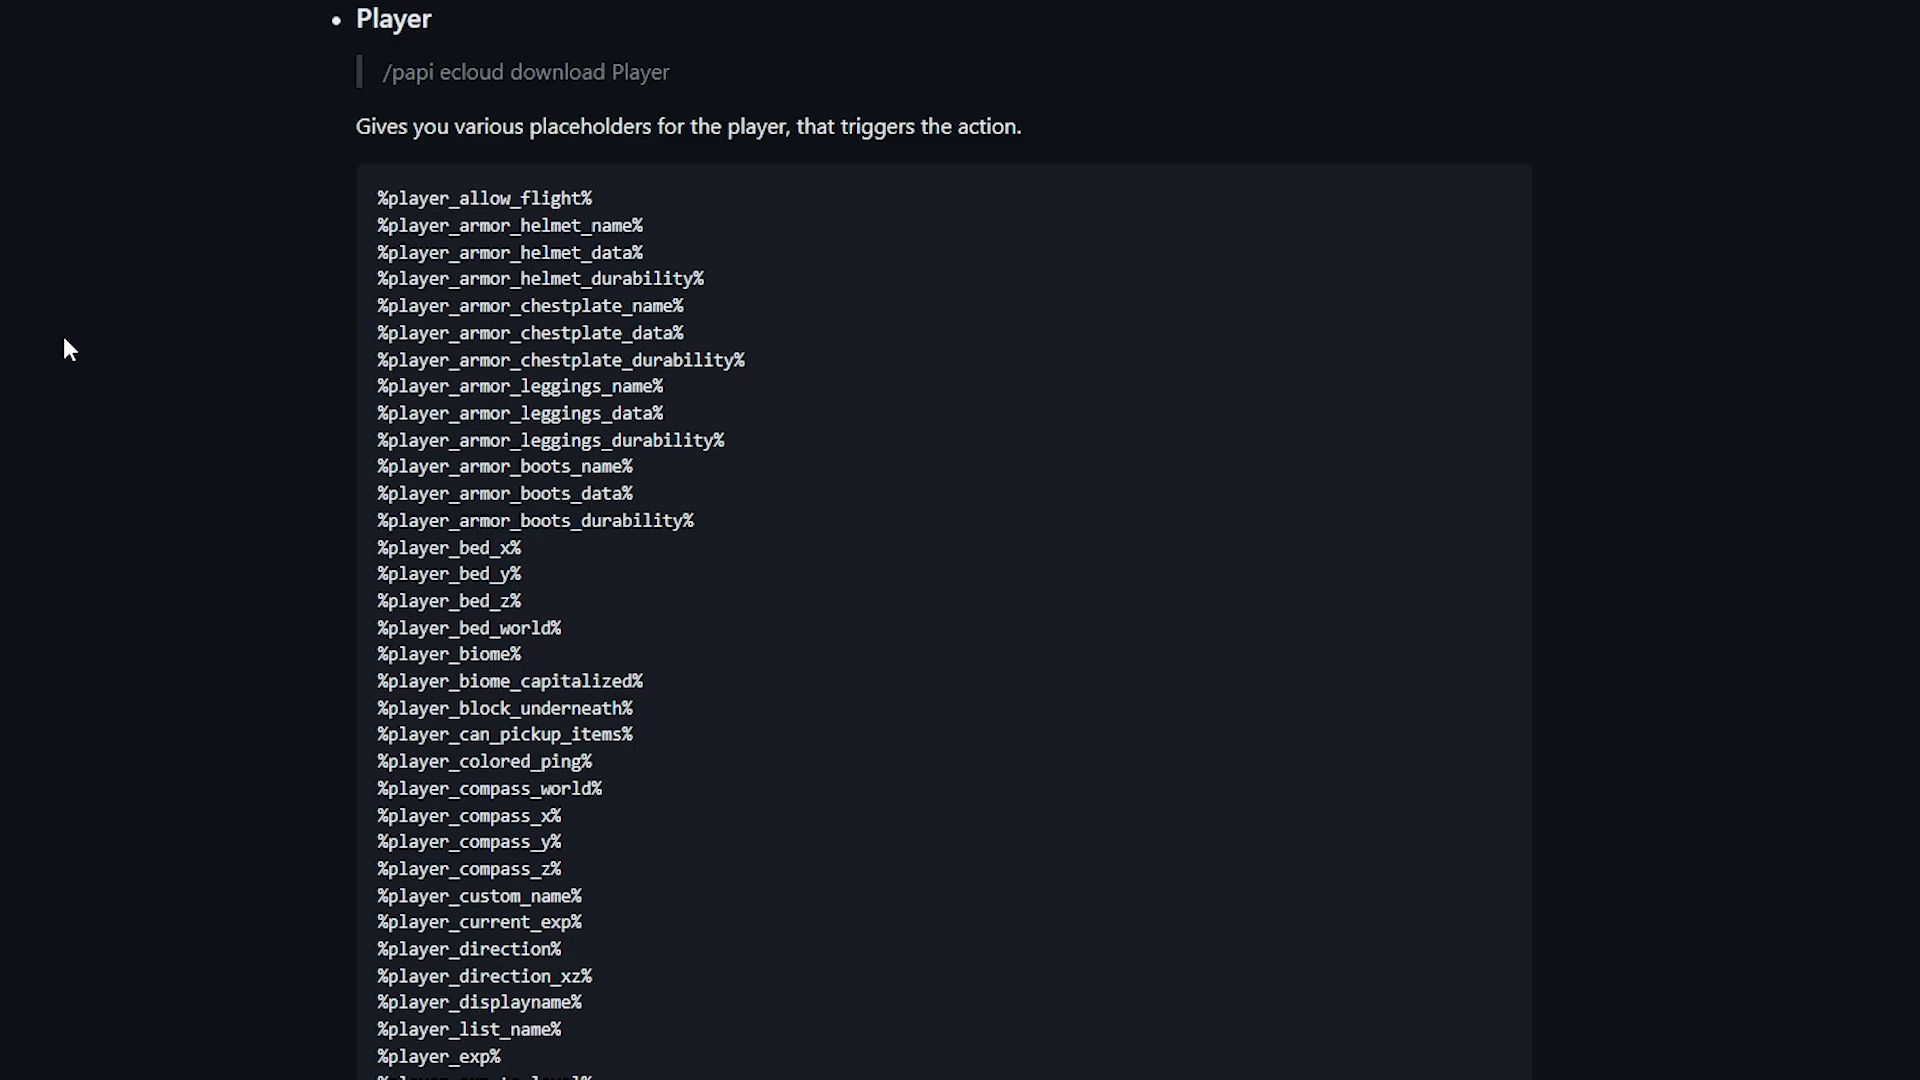 Player
/papi ecloud download Player
Gives you various placeholders for the player, that triggers the action.
%player_allow_flight%
%player_armor_helmet_name%
%player_armor_helmet_data%
%player_armor_helmet_durability%
%player_armor_chestplate_name%
%player_armor_chestplate_data%
%player_armor_chestplate_durability%
%player_armor_leggings_name%
%player_armor_leggings_data%
%player_armor_leggings_durability%
%player_armor_boots_name%
%player_armor_boots_data%
%player_armor_boots_durability%
%player_bed_x%
%player_bed_y%
%player_bed_z%
%player_bed_world%
%player_biome%
%player_biome_capitalized%
%player_block_underneath%
%player_can_pickup_items%
%player_colored_ping%
%player_compass_world%
%player_compass_x%
%player_compass_y%
%player_compass_z%
%player_custom_name%
%player_current_exp%
%player_direction%
%player_direction_xz%
%player_displayname%
%player_list_name%
%player_exp%